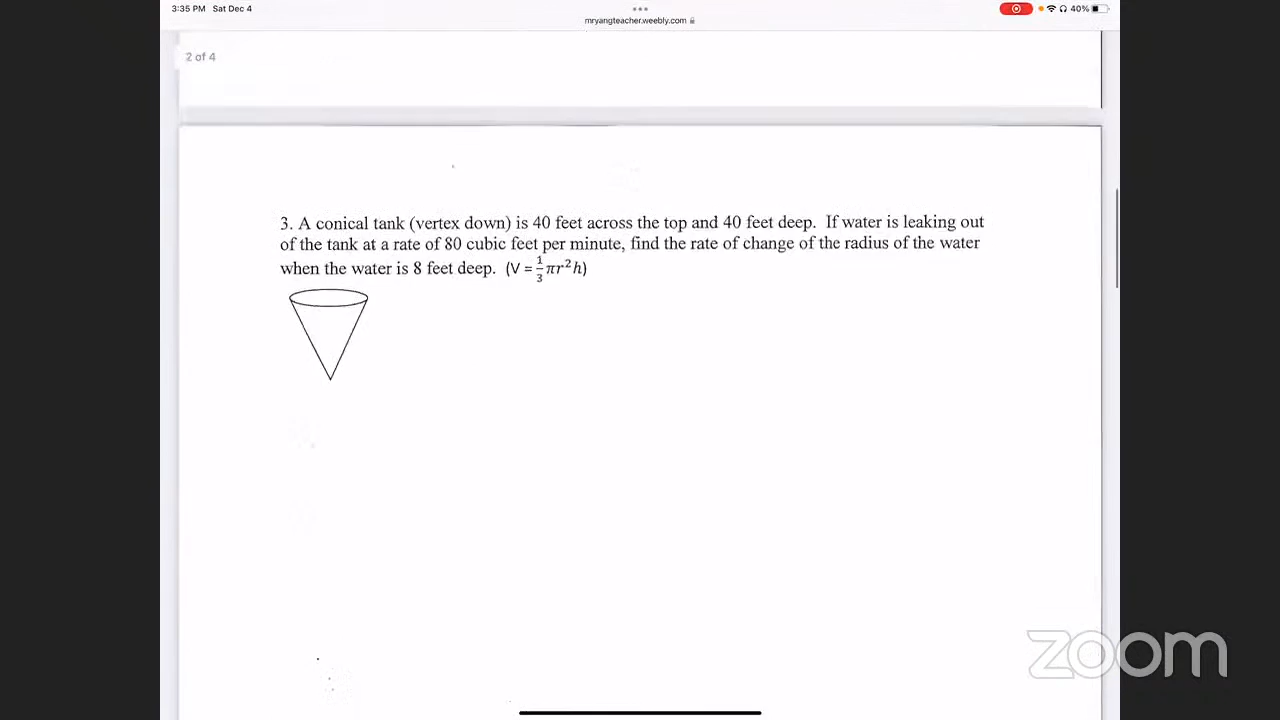 3:35 PM Sat Dec 4
mryangteacher.weebly.com
40%
2 of 4
3. A conical tank (vertex down) is 40 feet across the top and 40 feet deep. If water is leaking out
of the tank at a rate of 80 cubic feet per minute, find the rate of change of the radius of the water
when the water is 8 feet deep. (V = 1/3 πr²h)
zoom